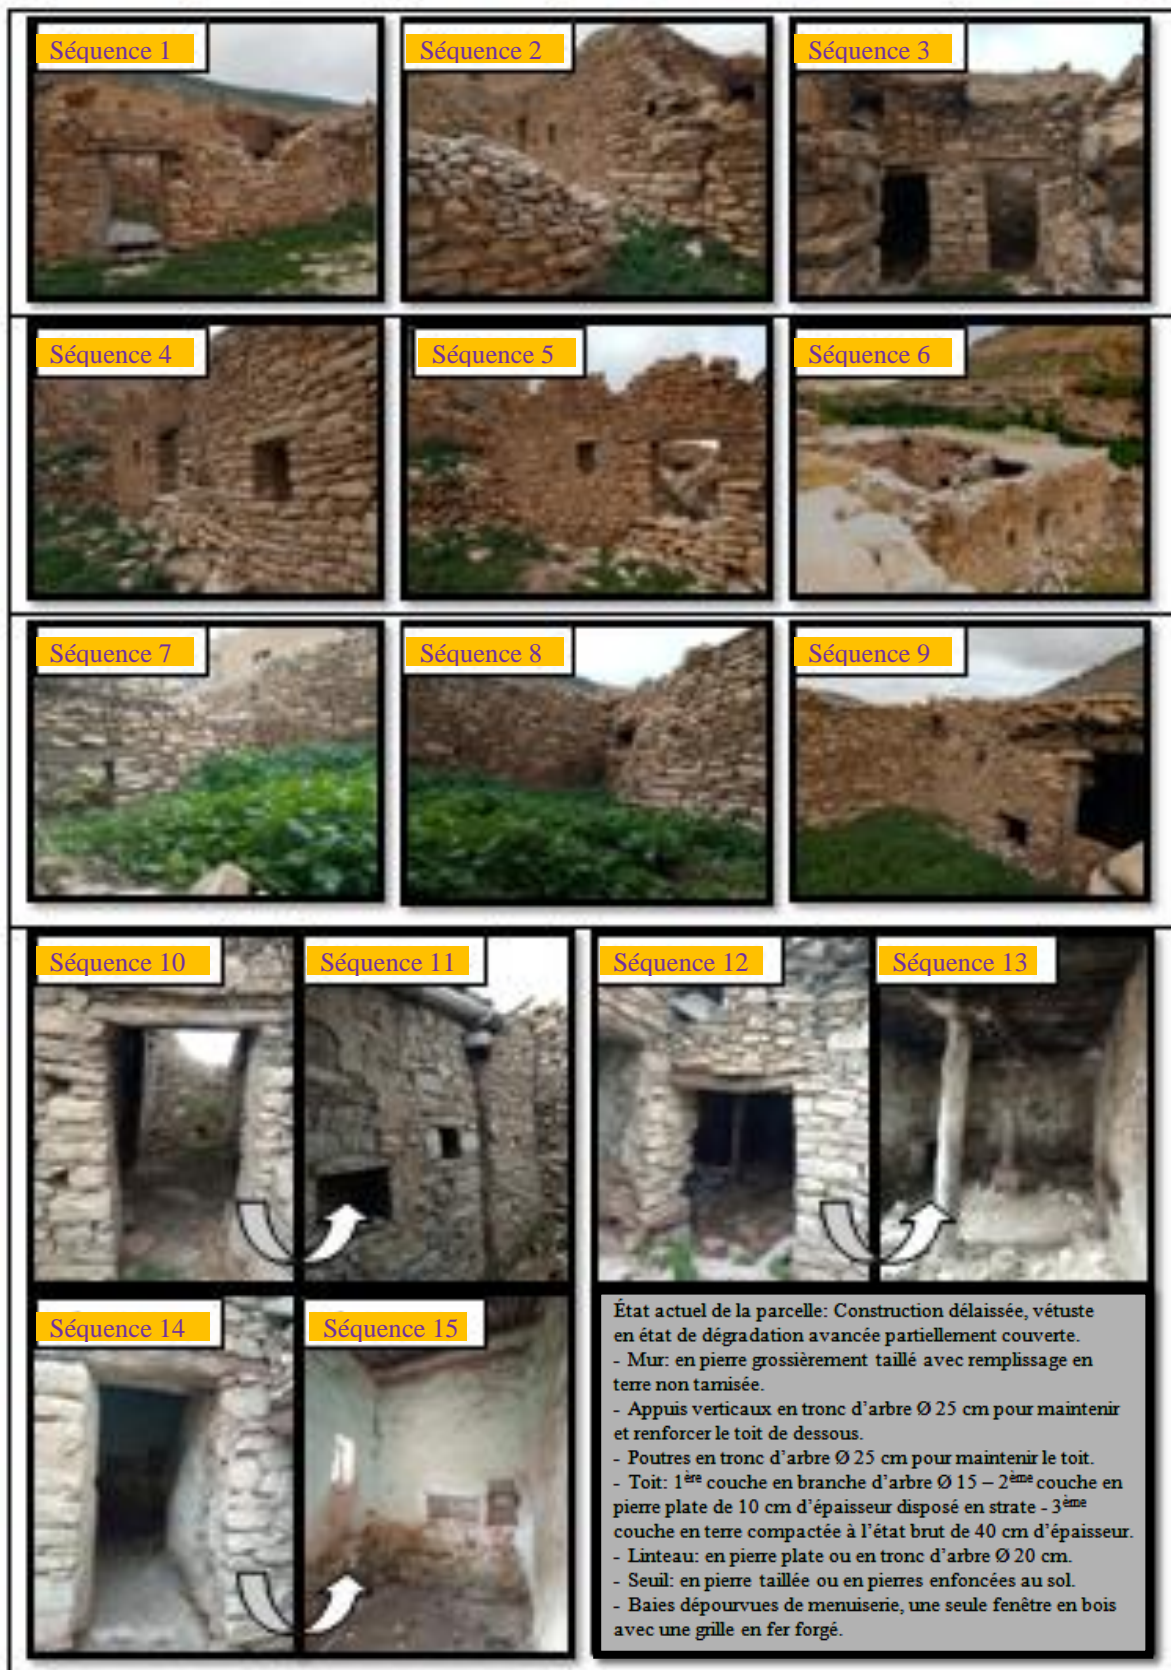 Séquence 1
Séquence 2
Séquence 3
Séquence 4
Séquence 5
Séquence 6
Séquence 7
Séquence 8
Séquence 9
Séquence 10
Séquence 11
Séquence 12
Séquence 13
Séquence 14
Séquence 15
État actuel de la parcelle: Construction délaissée, vétuste
en état de dégradation avancée partiellement couverte.
- Mur: en pierre grossièrement taillé avec remplissage en
terre non tamisée.
- Appuis verticaux en tronc d'arbre Ø 25 cm pour maintenir
et renforcer le toit de dessous.
- Poutres en tronc d'arbre Ø 25 cm pour maintenir le toit.
- Toit: 1ère couche en branche d'arbre Ø 15 – 2ème couche en
pierre plate de 10 cm d'épaisseur disposé en strate - 3ème
couche en terre compactée à l'état brut de 40 cm d'épaisseur.
- Linteau: en pierre plate ou en tronc d'arbre Ø 20 cm.
- Seuil: en pierre taillée ou en pierres enfoncées au sol.
- Baies dépourvues de menuiserie, une seule fenêtre en bois
avec une grille en fer forgé.